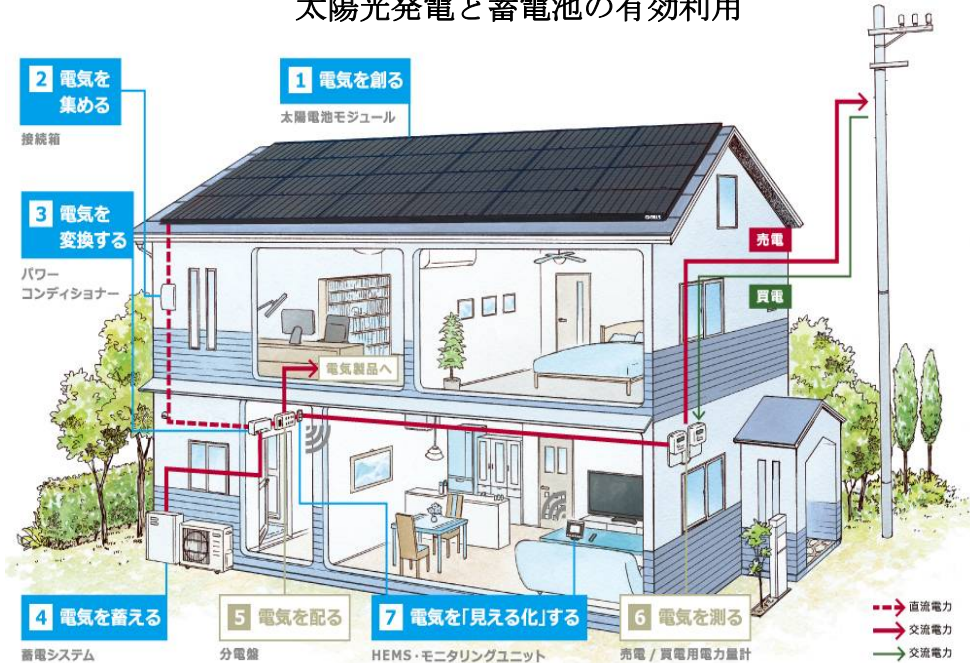 太陽光発電と蓄電池の有効利用
2 電気を
集める
接続箱
1 電気を創る
太陽電池モジュール
3 電気を
変換する
パワー
コンディショナー
売電
買電
電気製品へ
4 電気を蓄える
蓄電システム
5 電気を配る
分電盤
7 電気を「見える化」する
HEMS・モニタリングユニット
6 電気を測る
売電 / 買電用電力量計
直流電力
交流電力
交流電力